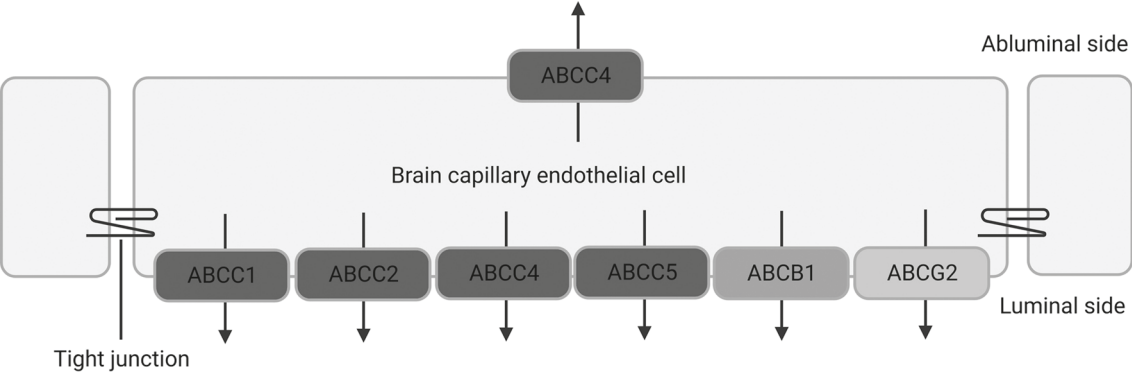 Abluminal side
ABCC4
Brain capillary endothelial cell
ABCC1 ABCC2 ABCC4 ABCC5 ABCB1 ABCG2
Luminal side
Tight junction